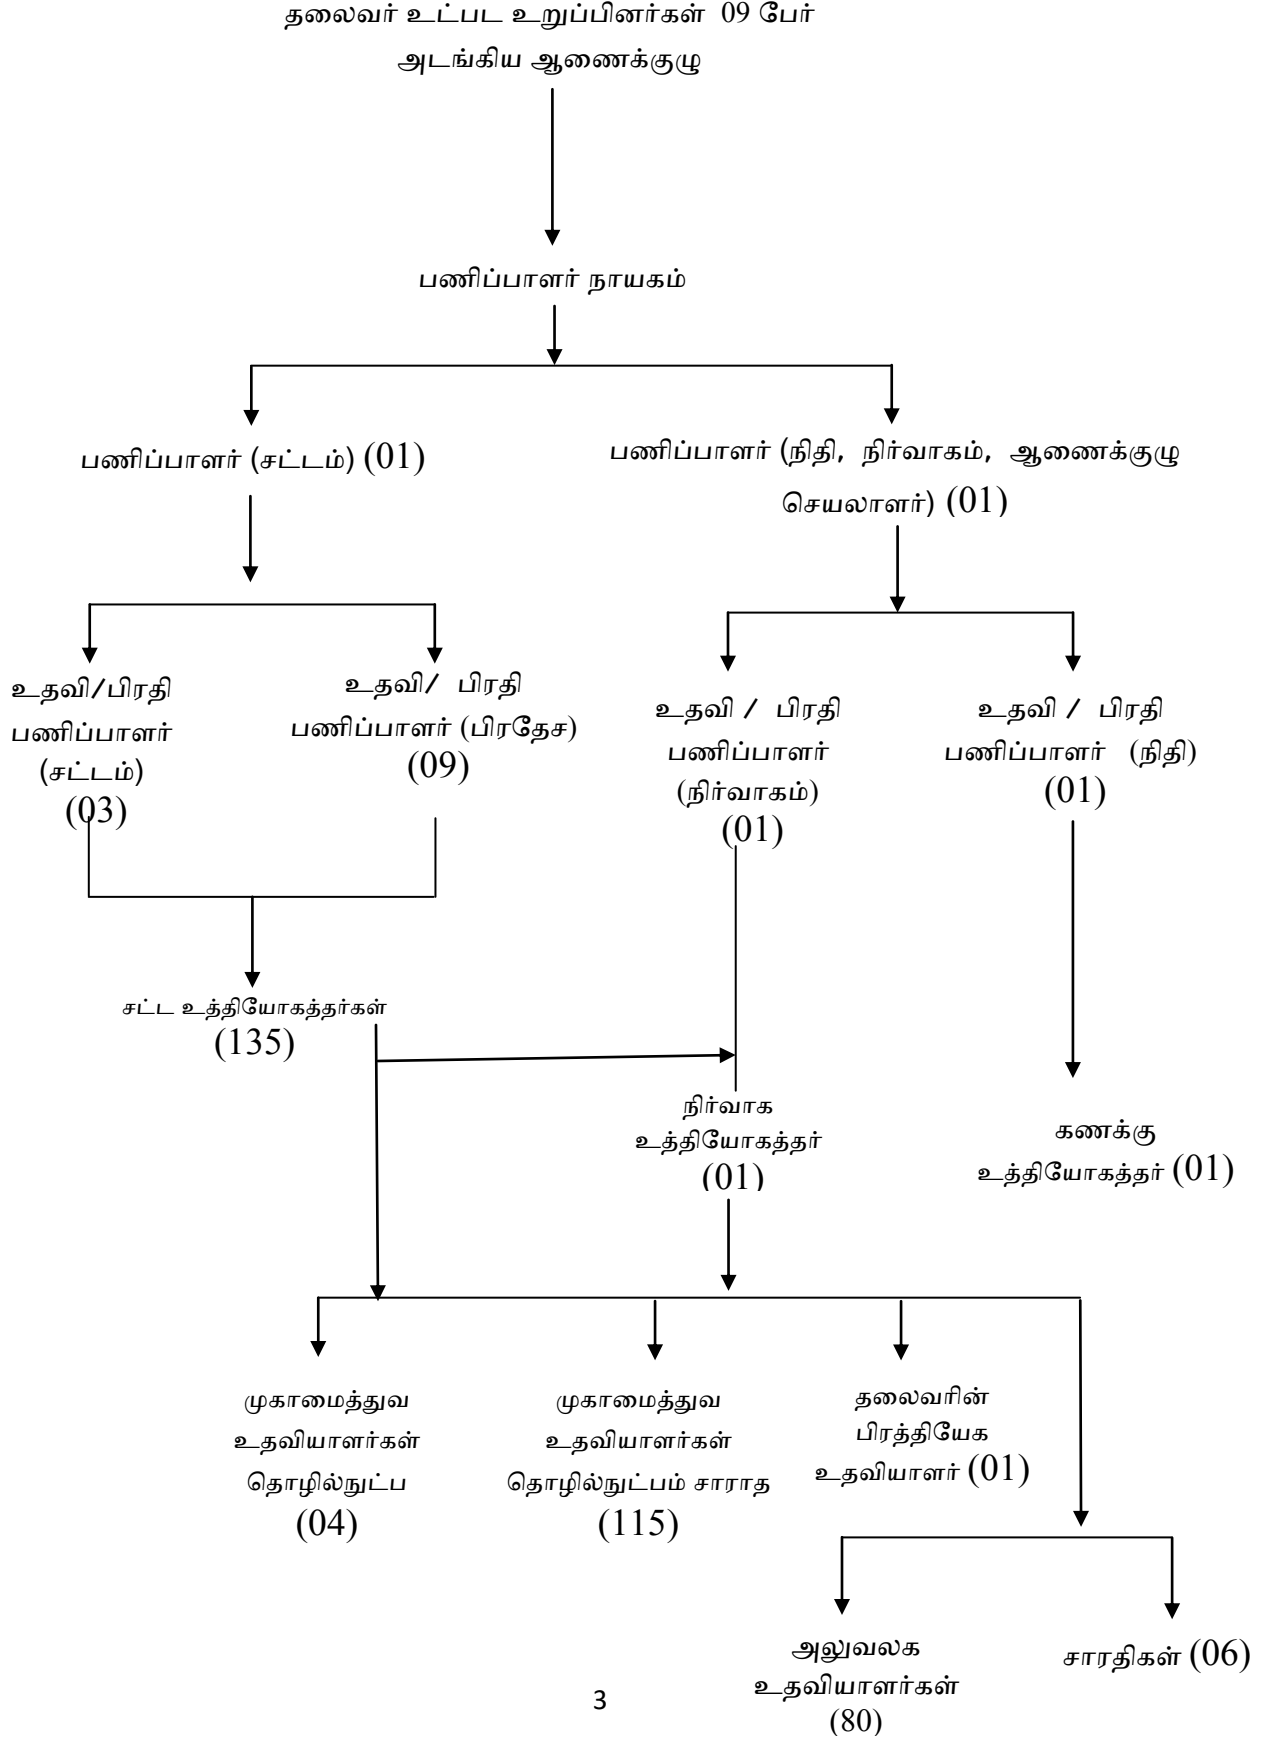 தலைவர் உட்பட உறுப்பினர்கள் 09 பேர்
அடங்கிய ஆணைக்குழு
பணிப்பாளர் நாயகம்
பணிப்பாளர் (சட்டம்) (01)
பணிப்பாளர் (நிதி, நிர்வாகம், ஆணைக்குழு
செயலாளர்) (01)
உதவி/பிரதி
பணிப்பாளர்
(சட்டம்)
(03)
உதவி/ பிரதி
பணிப்பாளர் (பிரதேச)
(09)
உதவி / பிரதி
பணிப்பாளர்
(நிர்வாகம்)
(01)
உதவி / பிரதி
பணிப்பாளர் (நிதி)
(01)
சட்ட உத்தியோகத்தர்கள்
(135)
நிர்வாக
உத்தியோகத்தர்
(01)
கணக்கு
உத்தியோகத்தர் (01)
முகாமைத்துவ
உதவியாளர்கள்
தொழில்நுட்ப
(04)
முகாமைத்துவ
உதவியாளர்கள்
தொழில்நுட்பம் சாராத
(115)
தலைவரின்
பிரத்தியேக
உதவியாளர் (01)
அலுவலக
உதவியாளர்கள்
(80)
சாரதிகள் (06)
3